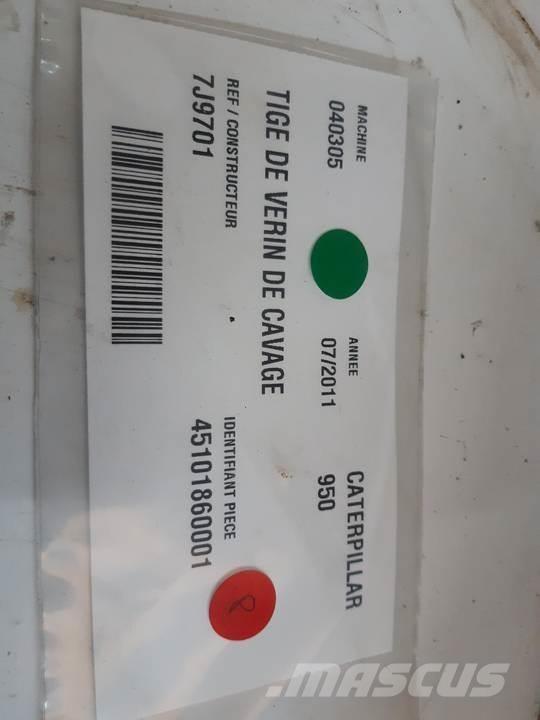 MACHINE
040305
ANNEE
07/2011
CATERPILLAR
950
TIGE DE VERIN DE CAVAGE
REF / CONSTRUCTEUR
7J9701
IDENTIFIANT PIECE
45101860001
8
MASCUS